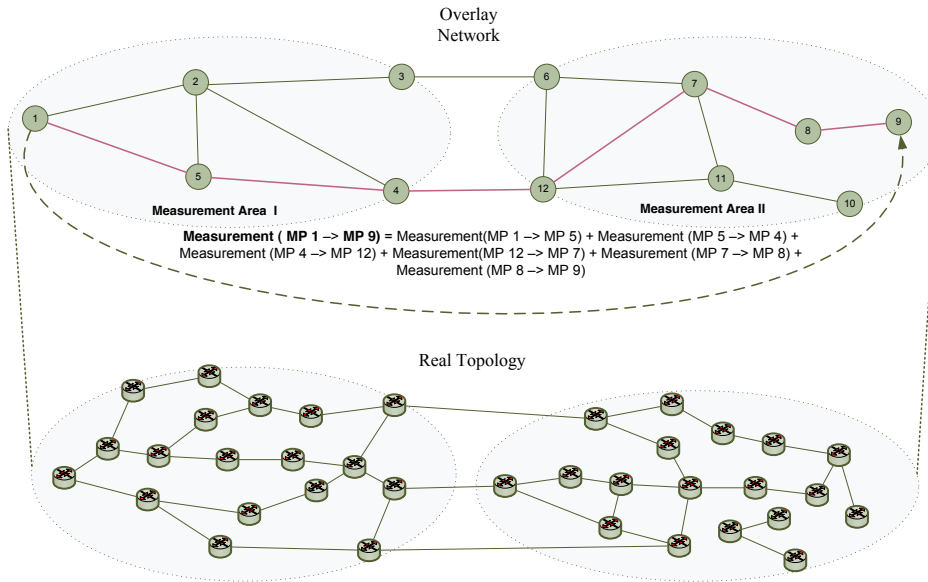 Overlay
Network
3
6
2
7
1
9
8
5
4
12
11
10
Measurement Area I
Measurement Area II
Measurement ( MP 1 –> MP 9) = Measurement(MP 1 –> MP 5) + Measurement (MP 5 –> MP 4) +
Measurement (MP 4 –> MP 12) + Measurement(MP 12 –> MP 7) + Measurement (MP 7 –> MP 8) +
Measurement (MP 8 –> MP 9)
Real Topology